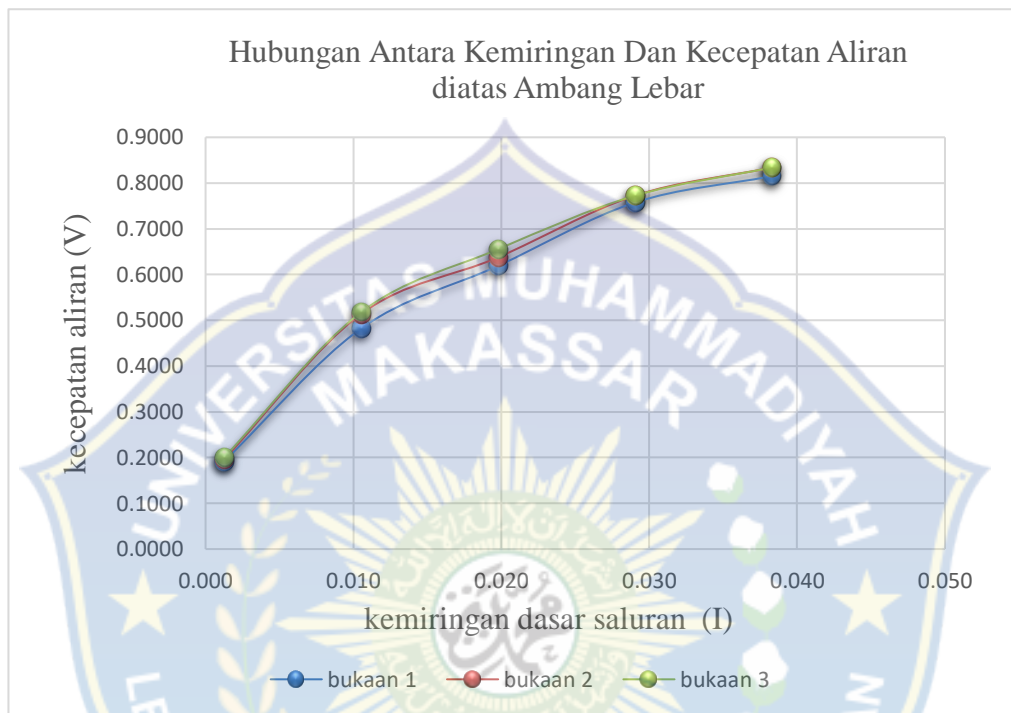 Hubungan Antara Kemiringan Dan Kecepatan Aliran
diatas Ambang Lebar
0.9000
0.8000
0.7000
0.6000
0.5000
0.4000
0.3000
0.2000
0.1000
0.0000
kecepatan aliran (V)
0.000 0.010 0.020 0.030 0.040 0.050
kemiringan dasar saluran (I)
bukaan 1 bukaan 2 bukaan 3
UNIVERSITAS MUHAMMADIYAH
MAKASSAR